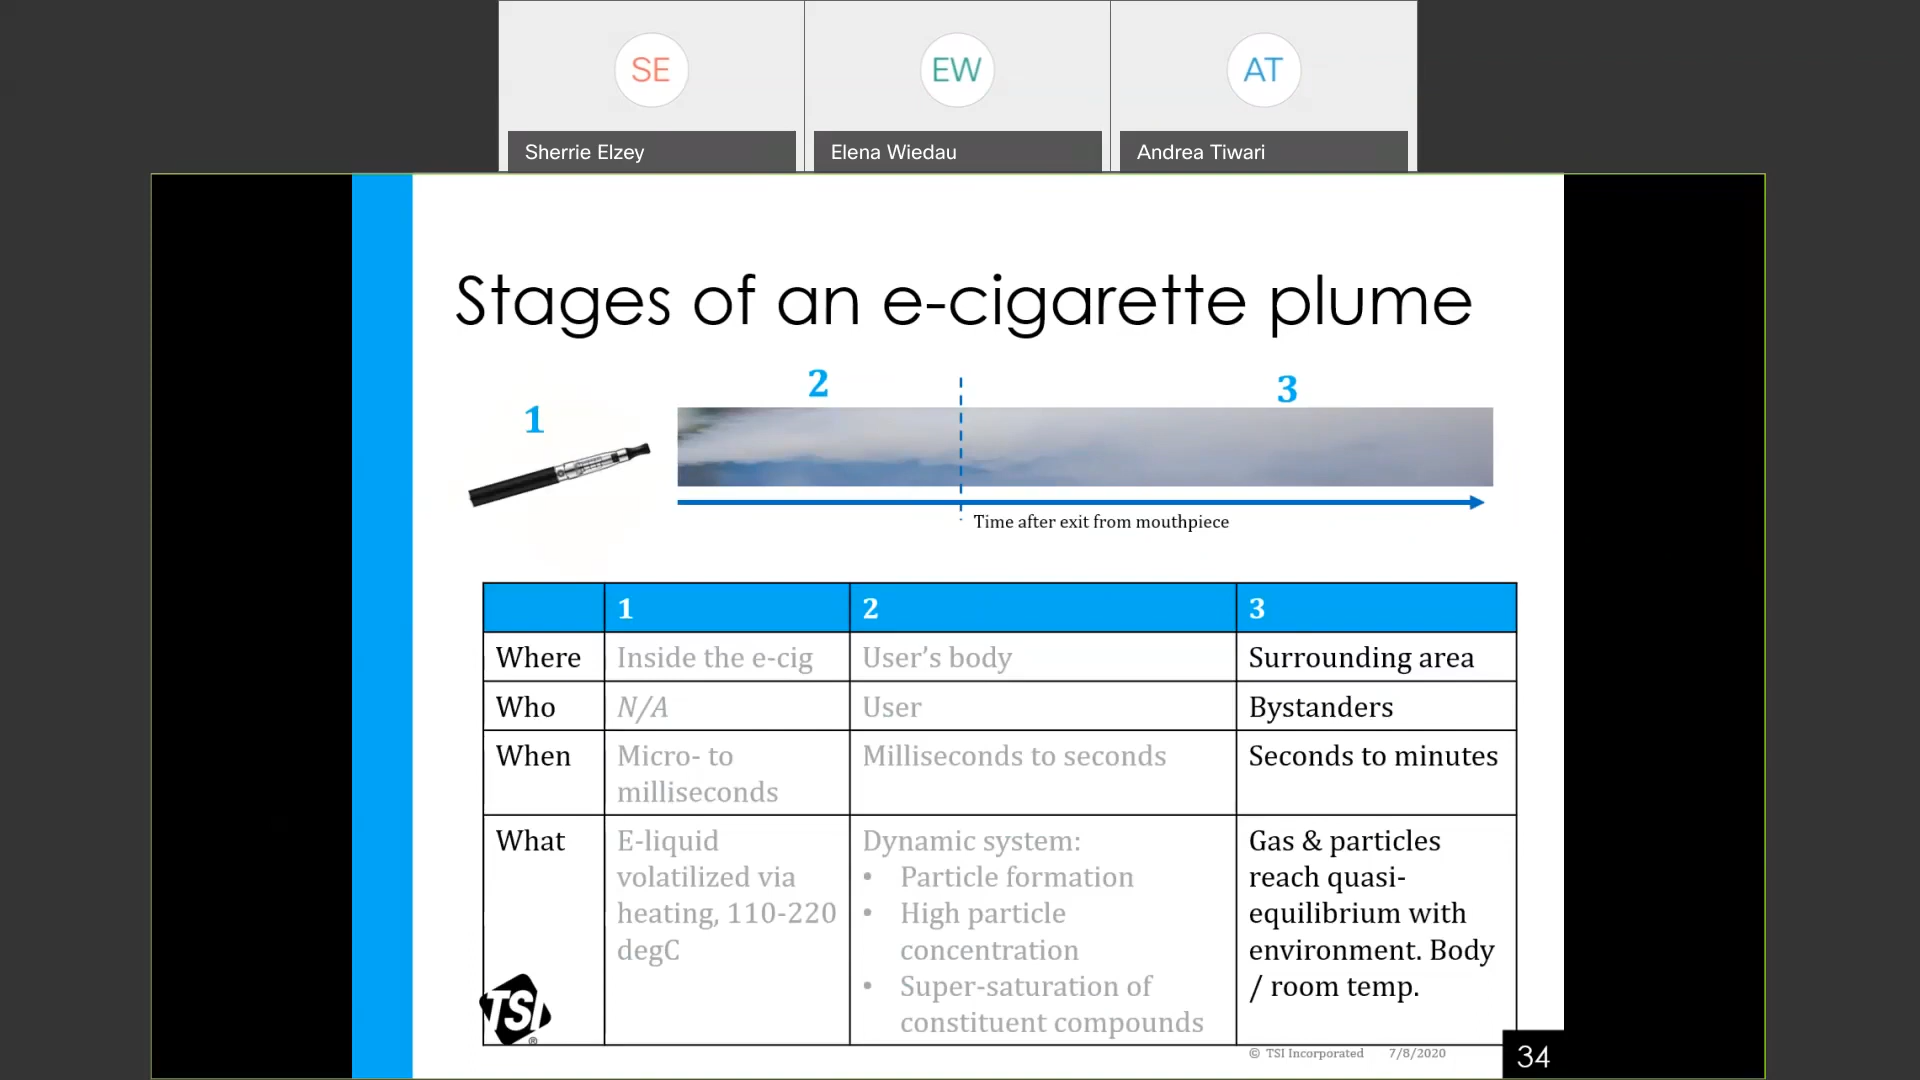 SE
EW
AT
Sherrie Elzey
Elena Wiedau
Andrea Tiwari
Stages of an e-cigarette plume
1
2
3
Time after exit from mouthpiece
1
2
3
Where
Inside the e-cig
User's body
Surrounding area
Who
N/A
User
Bystanders
When
Micro- to
milliseconds
Milliseconds to seconds
Seconds to minutes
What
E-liquid
volatilized via
heating, 110-220
degC
Dynamic system:
• Particle formation
• High particle
concentration
• Super-saturation of
constituent compounds
Gas & particles
reach quasi-
equilibrium with
environment. Body
/ room temp.
TSI®
© TSI Incorporated 7/8/2020
34